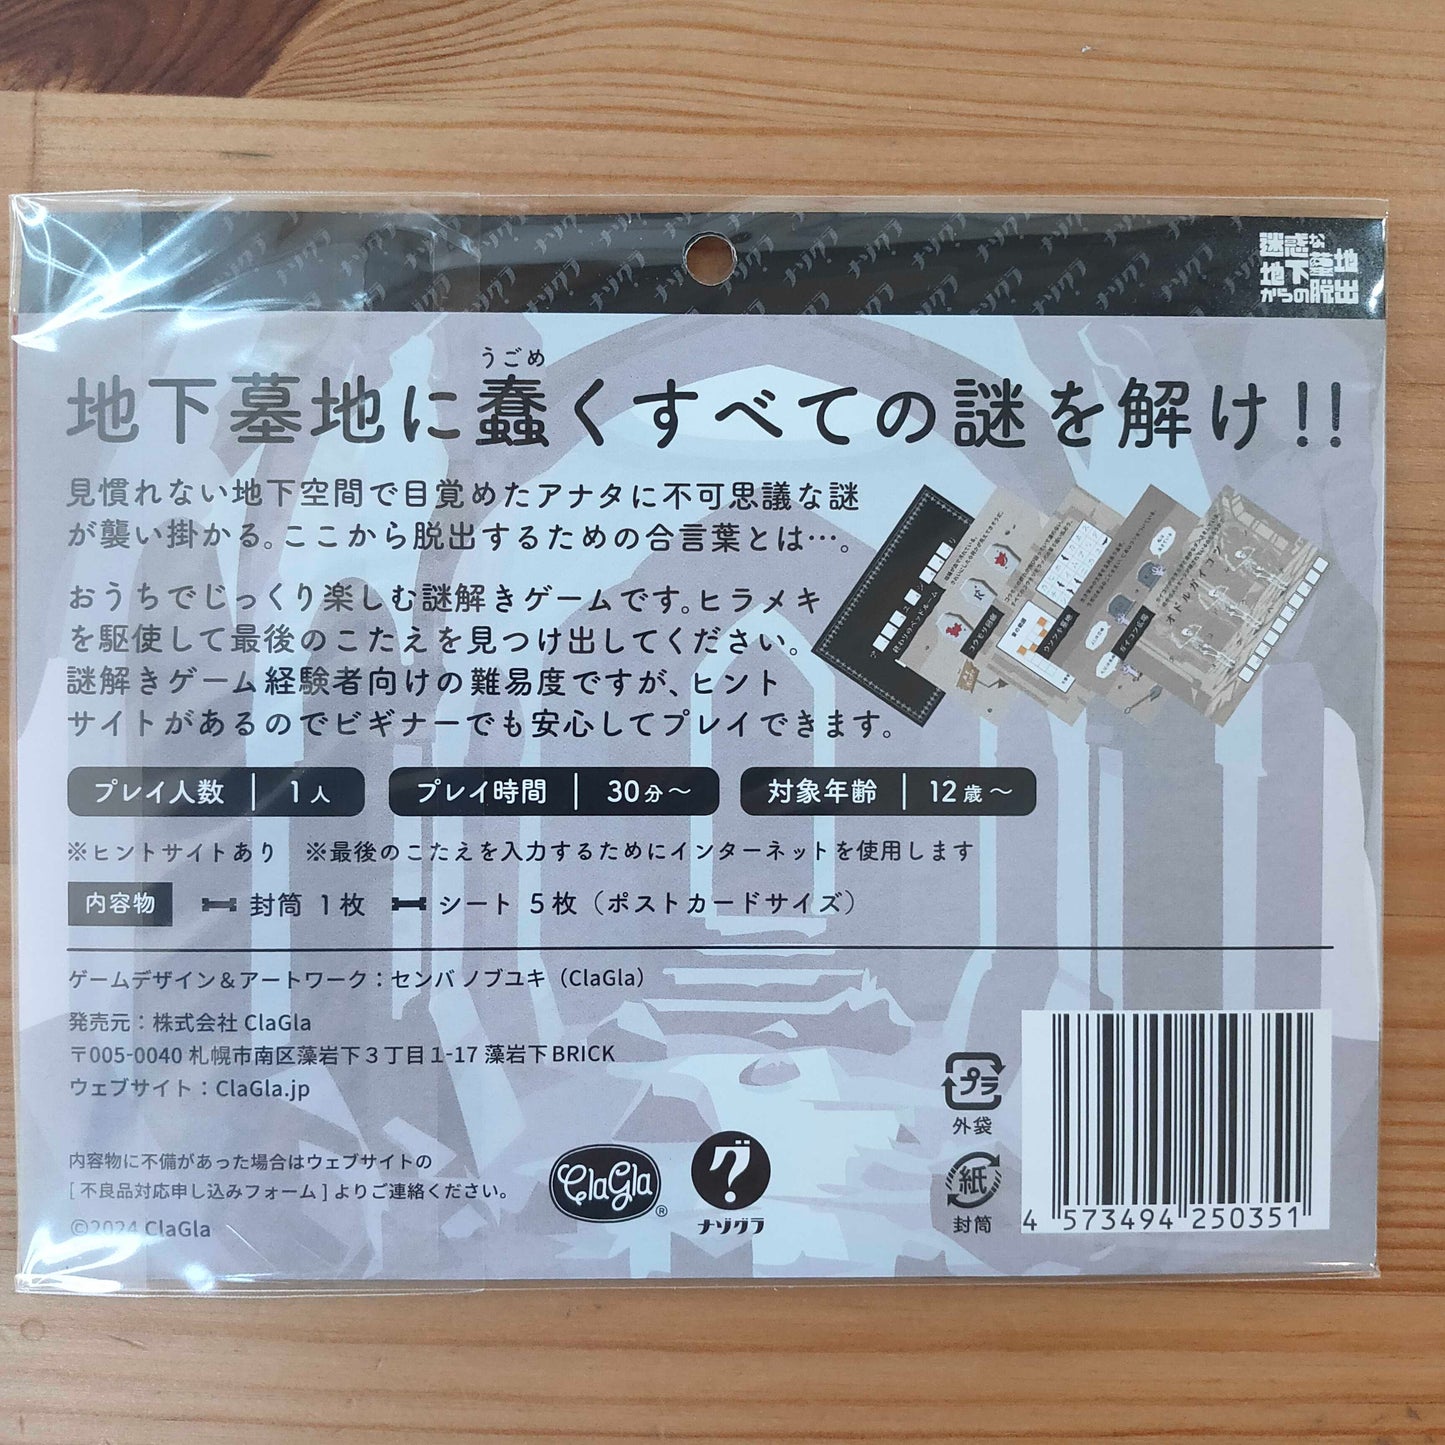 迷惑な
地下墓地
からの脱出
うごめ
地下墓地に蠢くすべての謎を解け!!
見慣れない地下空間で目覚めたアナタに不可思議な謎
が襲い掛かる。ここから脱出するための合言葉とは…。
おうちでじっくり楽しむ謎解きゲームです。ヒラメキ
を駆使して最後のこたえを見つけ出してください。
謎解きゲーム経験者向けの難易度ですが、ヒント
サイトがあるのでビギナーでも安心してプレイできます。
プレイ人数 | 1人
プレイ時間 | 30分〜
対象年齢 | 12歳〜
※ヒントサイトあり ※最後のこたえを入力するためにインターネットを使用します
内容物 封筒 1枚 シート 5枚(ポストカードサイズ)
ゲームデザイン&アートワーク:センバ ノブユキ(ClaGla)
発売元:株式会社 ClaGla
〒005-0040 札幌市南区藻岩下3丁目1-17 藻岩下BRICK
ウェブサイト:ClaGla.jp
内容物に不備があった場合はウェブサイトの
[ 不良品対応申し込みフォーム ] よりご連絡ください。
©2024 ClaGla
ClaGla
®
グ?
ナゾグラ
プラ
外袋
紙
封筒
4 573494 250351